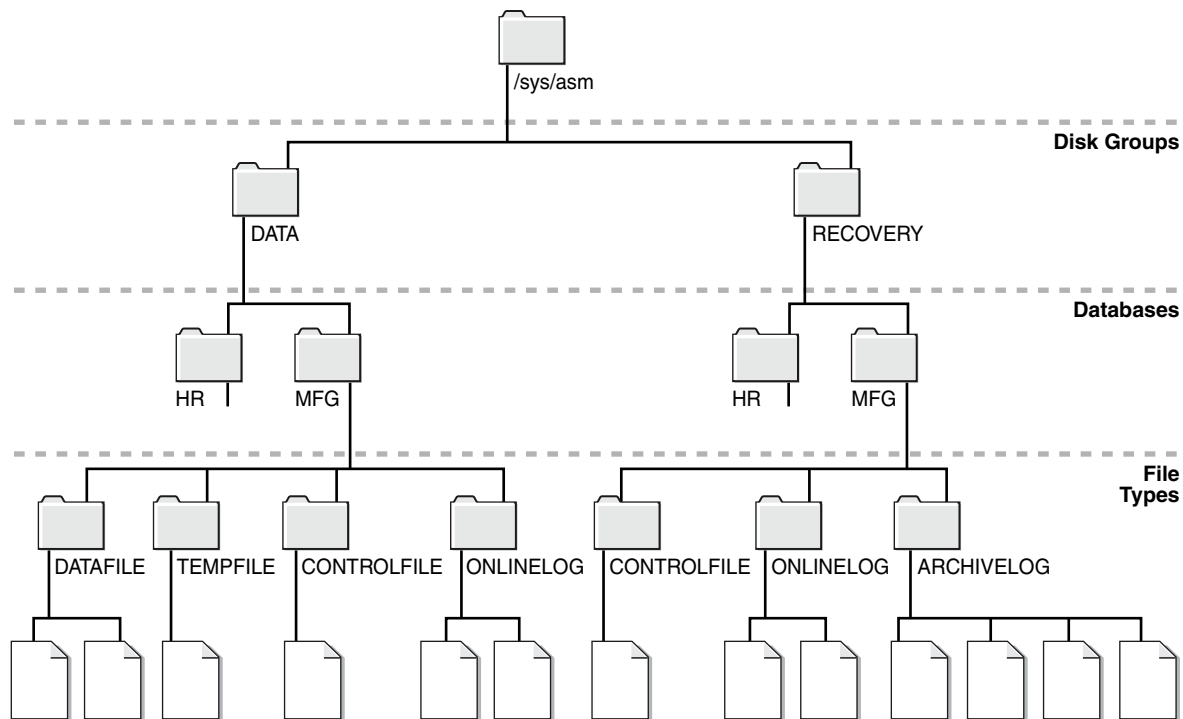 /sys/asm
Disk Groups
DATA
RECOVERY
Databases
HR
MFG
HR
MFG
File
Types
DATAFILE
TEMPFILE
CONTROLFILE
ONLINELOG
CONTROLFILE
ONLINELOG
ARCHIVELOG